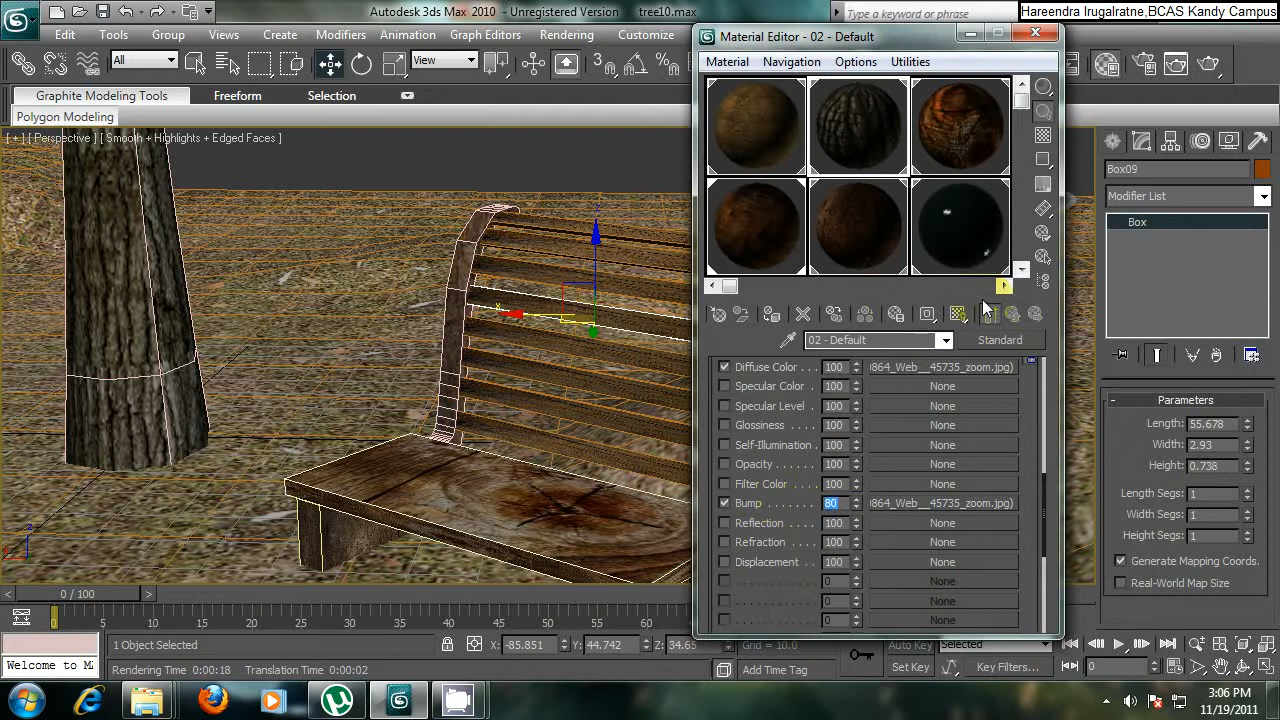 Autodesk 3ds Max 2010 - Unregistered Version tree10.max
Type a keyword or phrase
Hareendra Irugalratne,BCAS Kandy Campus
Edit Tools Group Views Create Modifiers Animation Graph Editors Rendering Customize
All
View
3
Graphite Modeling Tools Freeform Selection
Polygon Modeling
[ + ] [ Perspective ] [ Smooth + Highlights + Edged Faces ]
Material Editor - 02 - Default
Material Navigation Options Utilities
02 - Default
Standard
Diffuse Color . . . 100 864_Web__45735_zoom.jpg)
Specular Color . 100 None
Specular Level . 100 None
Glossiness . . . . 100 None
Self-Illumination . 100 None
Opacity . . . . . . 100 None
Filter Color . . . 100 None
Bump . . . . . . . 80 864_Web__45735_zoom.jpg)
Reflection . . . . 100 None
Refraction . . . . 100 None
Displacement . . 100 None
. . . . . . . . . . . 0 None
. . . . . . . . . . . 0 None
. . . . . . . . . . . 0 None
Box09
Modifier List
Box
- Parameters
Length: 55.678
Width: 2.93
Height: 0.738
Length Segs: 1
Width Segs: 1
Height Segs: 1
Generate Mapping Coords.
Real-World Map Size
x
z
< 0 / 100 >
0 5 10 15 20 25 30 35 40 45 50 55 60
1 Object Selected
X: -85.851 Y: 44.742 Z: 34.65
Grid = 10.0
Auto Key Selected
Welcome to M
Rendering Time 0:00:18 Translation Time 0:00:02
Add Time Tag
Set Key Key Filters...
0
3:06 PM
11/19/2011